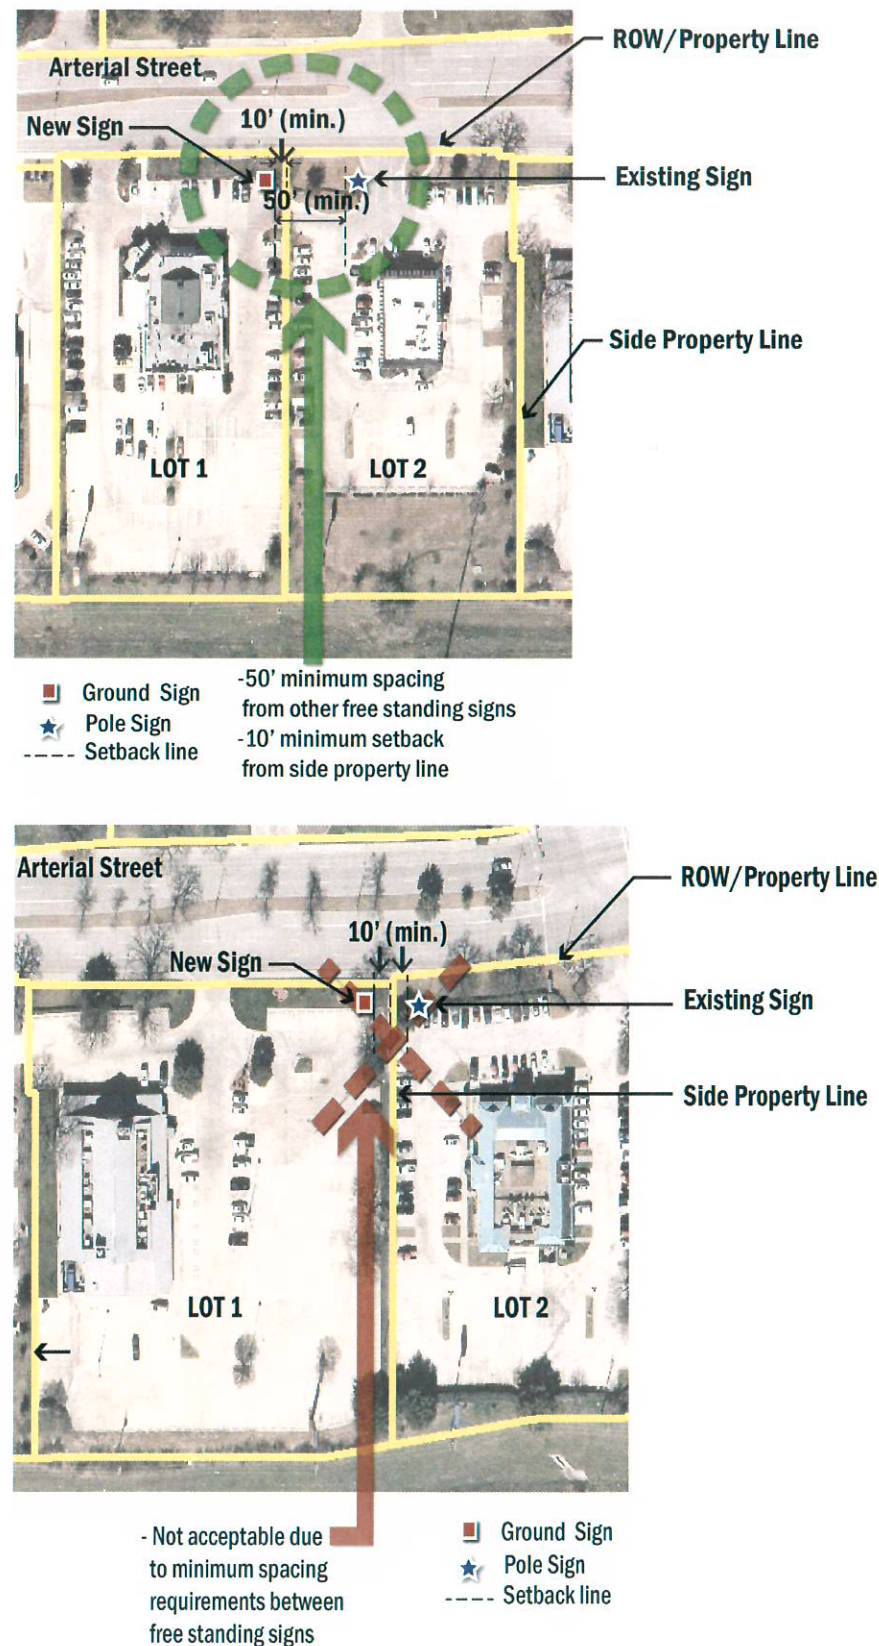 ROW/Property Line
Arterial Street
10' (min.)
New Sign
Existing Sign
50' (min.)
Side Property Line
LOT 1
LOT 2
Ground Sign
Pole Sign
Setback line
-50' minimum spacing
from other free standing signs
-10' minimum setback
from side property line
Arterial Street
ROW/Property Line
10' (min.)
New Sign
Existing Sign
Side Property Line
LOT 1
LOT 2
- Not acceptable due
to minimum spacing
requirements between
free standing signs
Ground Sign
Pole Sign
Setback line